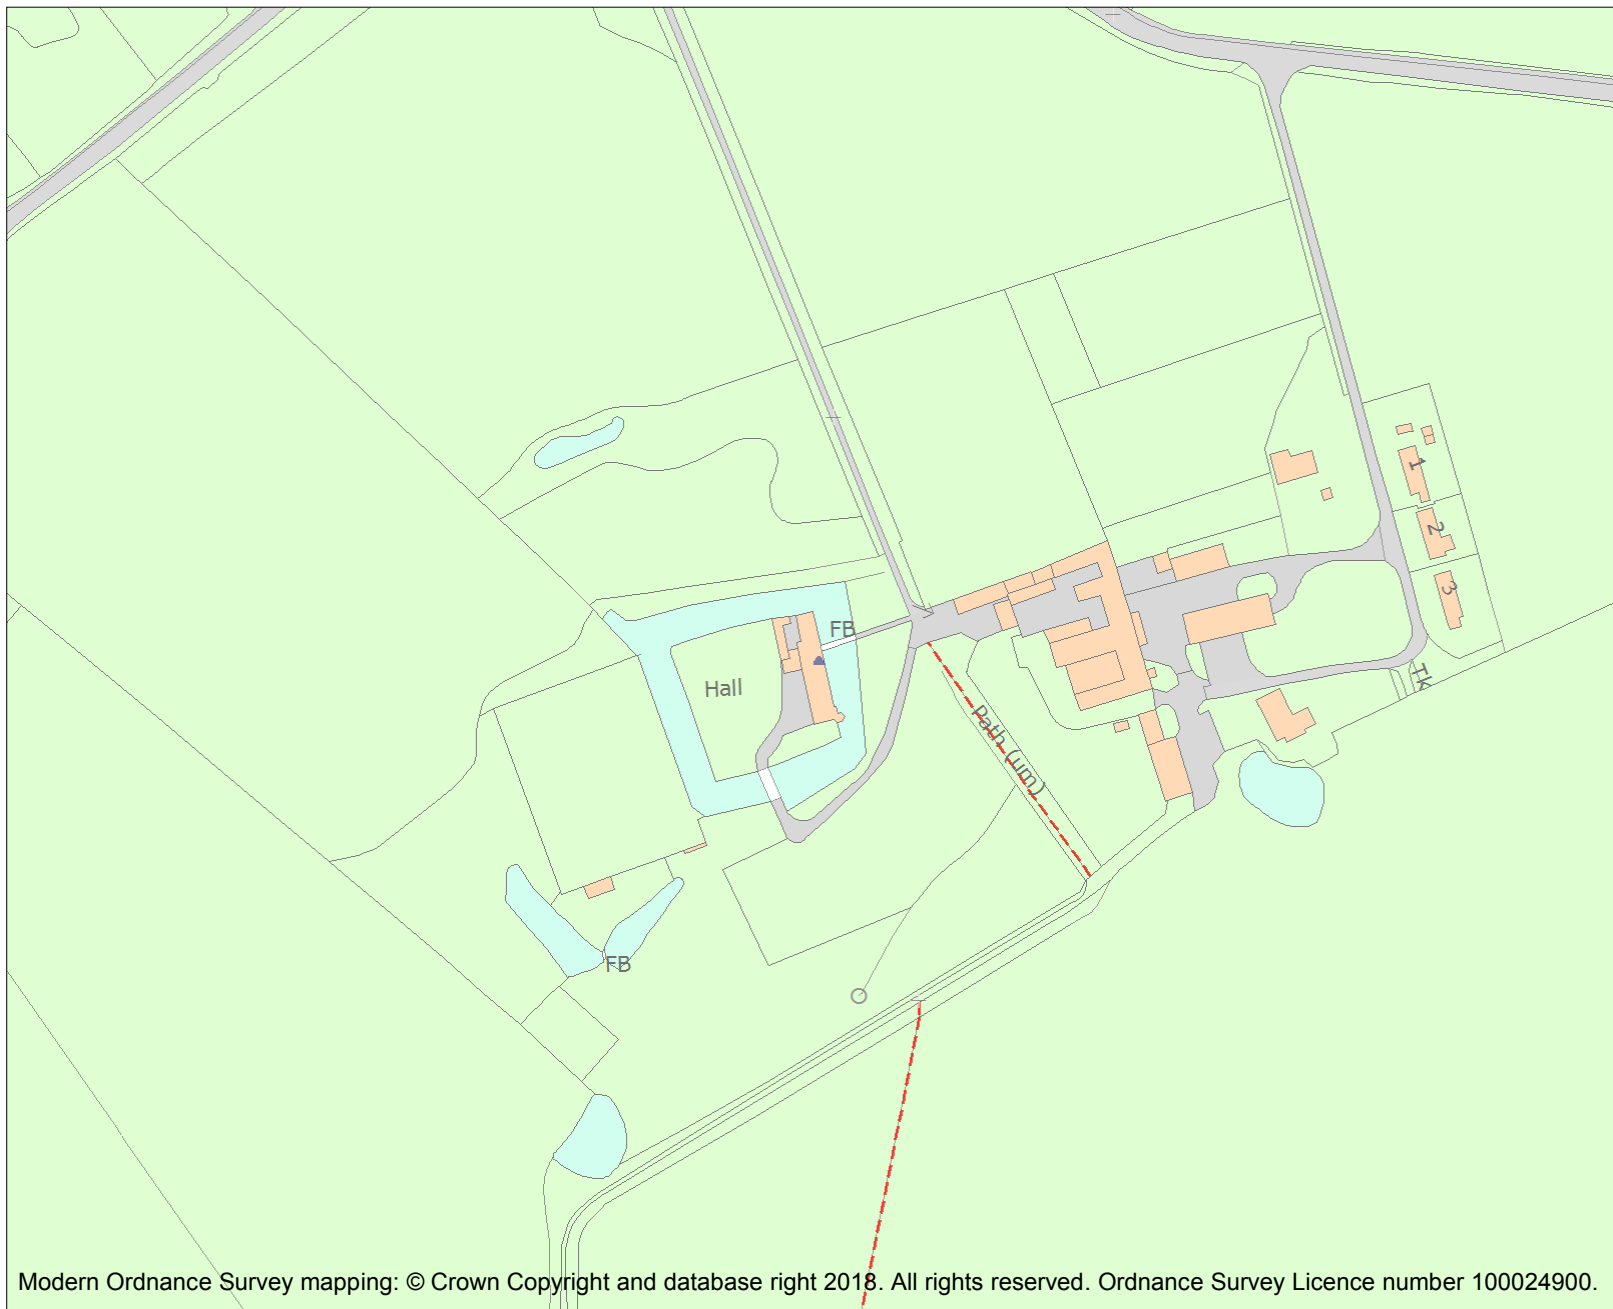 1
2
3
FB
Tk
Hall
Path (um)
FB
Modern Ordnance Survey mapping: © Crown Copyright and database right 2018. All rights reserved. Ordnance Survey Licence number 100024900.